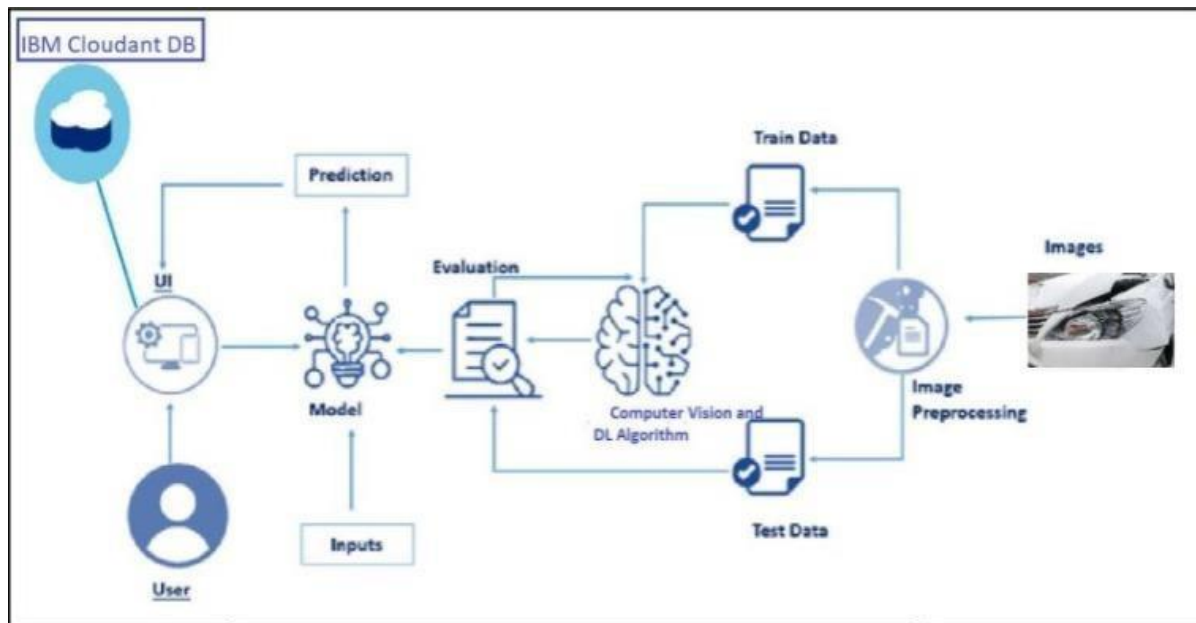 IBM Cloudant DB
Train Data
Prediction
Images
Evaluation
UI
Image
Preprocessing
Model
Computer Vision and
DL Algorithm
Test Data
Inputs
User